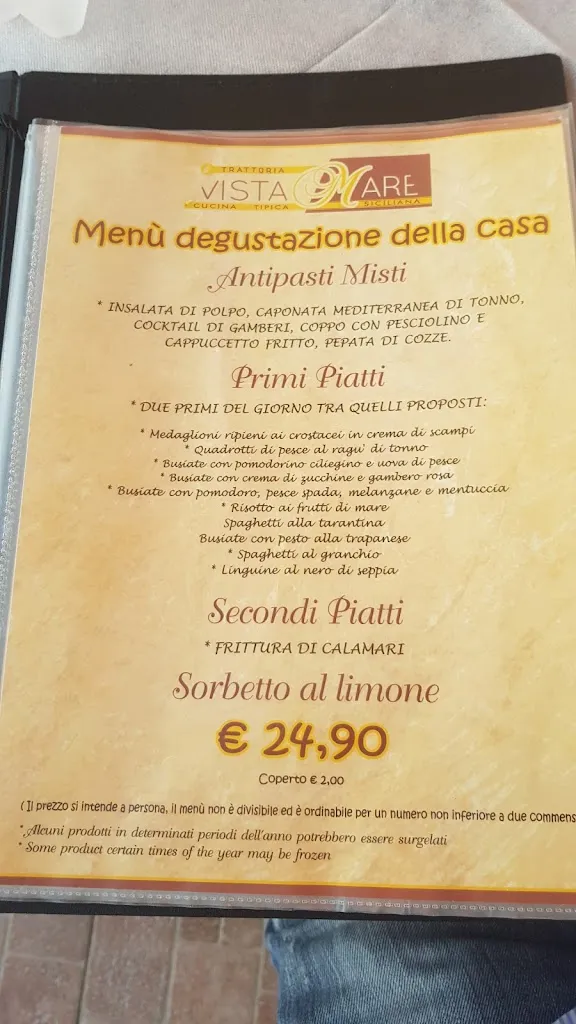 TRATTORIA
VISTA MARE
CUCINA TIPICA SICILIANA
Menù degustazione della casa
Antipasti Misti
* INSALATA DI POLPO, CAPONATA MEDITERRANEA DI TONNO,
COCKTAIL DI GAMBERI, COPPO CON PESCIOLINO E
CAPPUCCETTO FRITTO, PEPATA DI COZZE.
Primi Piatti
* DUE PRIMI DEL GIORNO TRA QUELLI PROPOSTI:
* Medaglioni ripieni ai crostacei in crema di scampi
* Quadrotti di pesce al ragu' di tonno
* Busiate con pomodorino ciliegino e uova di pesce
* Busiate con crema di zucchine e gambero rosa
* Busiate con pomodoro, pesce spada, melanzane e mentuccia
* Risotto ai frutti di mare
Spaghetti alla tarantina
Busiate con pesto alla trapanese
* Spaghetti al granchio
* Linguine al nero di seppia
Secondi Piatti
* FRITTURA DI CALAMARI
Sorbetto al limone
€ 24,90
Coperto € 2,00
( Il prezzo si intende a persona, il menù non è divisibile ed è ordinabile per un numero non inferiore a due commens
* Alcuni prodotti in determinati periodi dell'anno potrebbero essere surgelati
* Some product certain times of the year may be frozen